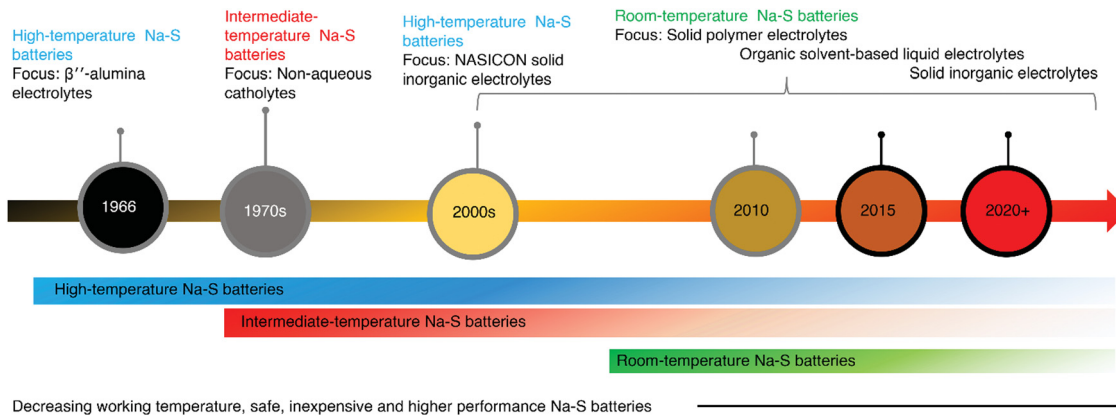 High-temperature Na-S
batteries
Focus: β′′-alumina
electrolytes
Intermediate-
temperature Na-S
batteries
Focus: Non-aqueous
catholytes
High-temperature Na-S
batteries
Focus: NASICON solid
inorganic electrolytes
Room-temperature Na-S batteries
Focus: Solid polymer electrolytes
Organic solvent-based liquid electrolytes
Solid inorganic electrolytes
1966
1970s
2000s
2010
2015
2020+
High-temperature Na-S batteries
Intermediate-temperature Na-S batteries
Room-temperature Na-S batteries
Decreasing working temperature, safe, inexpensive and higher performance Na-S batteries